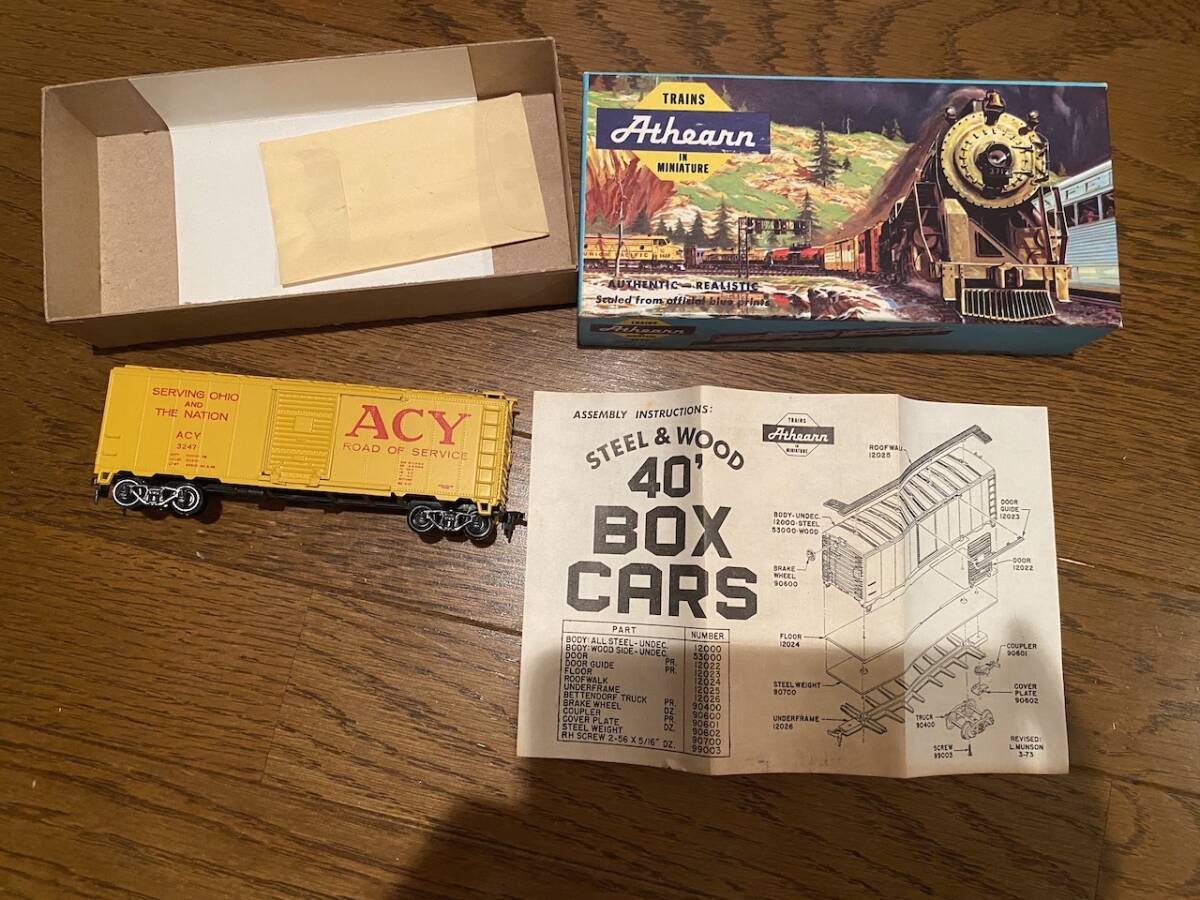 TRAINS
Athearn
IN
MINIATURE
3712
UNION PACIFIC
AUTHENTIC - REALISTIC
Scaled from official blue prints
TRAINS
Athearn
SERVING OHIO
AND
THE NATION
ACY
3247
ACY
ROAD OF SERVICE
ASSEMBLY INSTRUCTIONS:
STEEL & WOOD
40'
BOX
CARS
TRAINS
Athearn
IN
MINIATURE
PART NUMBER
BODY: ALL STEEL-UNDEC. 12000
BODY: WOOD SIDE-UNDEC. 53000
DOOR PR. 12022
DOOR GUIDE PR. 12023
FLOOR 12024
ROOFWALK 12025
UNDERFRAME 12026
BETTENDORF TRUCK PR. 90400
BRAKE WHEEL DZ. 90600
COUPLER PR. 90601
COVER PLATE DZ. 90602
STEEL WEIGHT 90700
RH SCREW 2-56 X 5/16" DZ. 99003
ROOFWALK
12025
BODY-UNDEC.
12000-STEEL
53000-WOOD
DOOR
GUIDE
12023
DOOR
12022
BRAKE
WHEEL
90600
FLOOR
12024
COUPLER
90601
STEEL WEIGHT
90700
COVER
PLATE
90602
UNDERFRAME
12026
TRUCK
90400
SCREW
99003
REVISED:
L.MUNSON
3-73